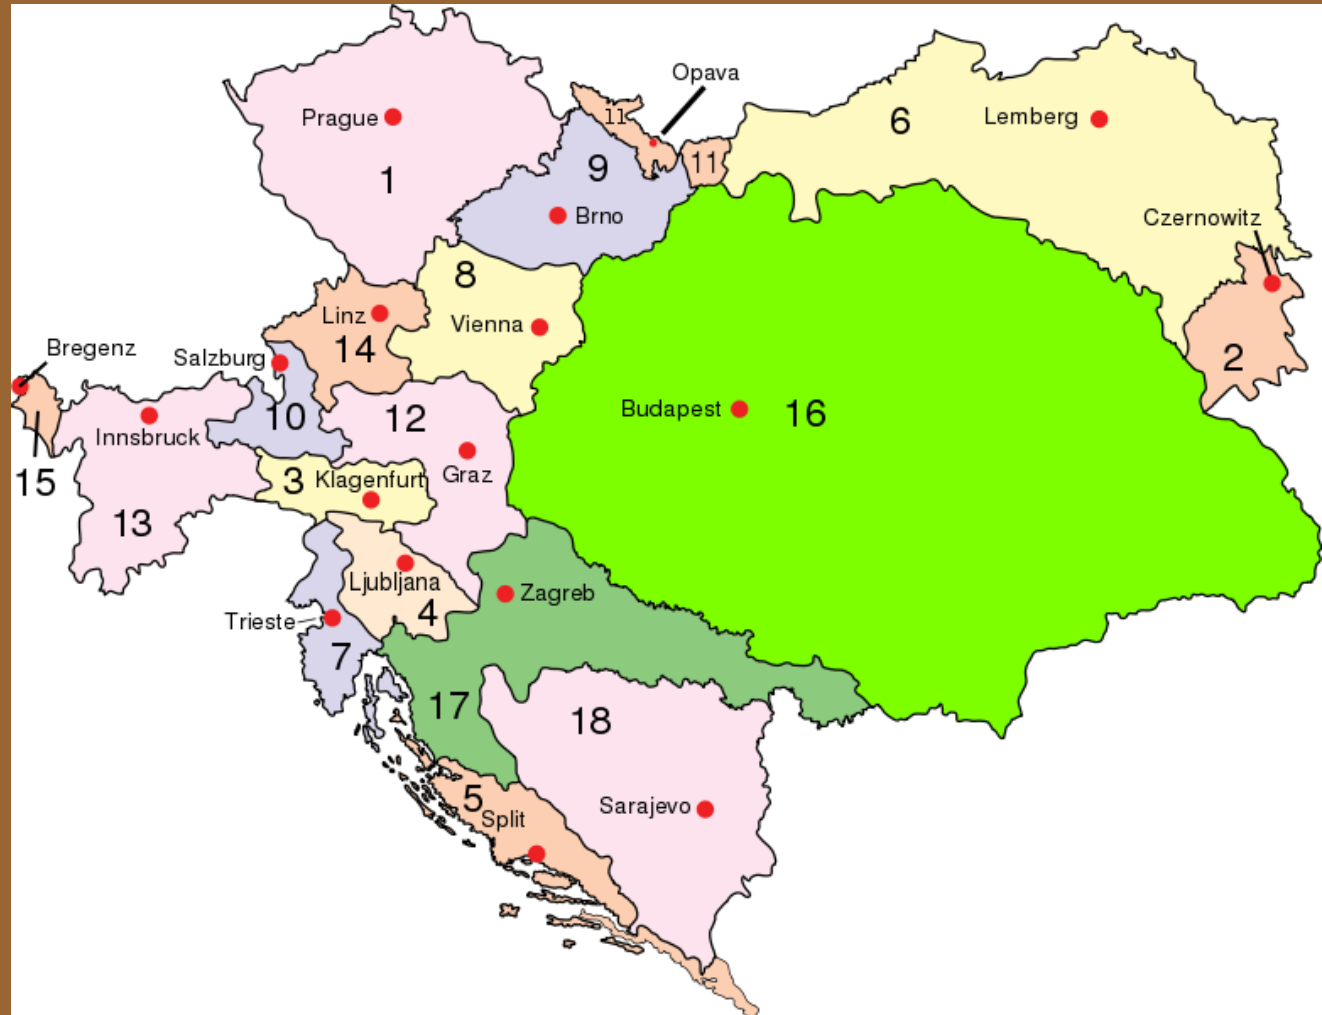 Opava
11
Prague
Lemberg
6
11
9
1
Brno
Czernowitz
8
Linz
Vienna
14
Salzburg
Bregenz
2
Budapest
16
12
10
Innsbruck
15
3
Klagenfurt
Graz
13
Ljubljana
4
Zagreb
Trieste
7
17
18
5
Split
Sarajevo